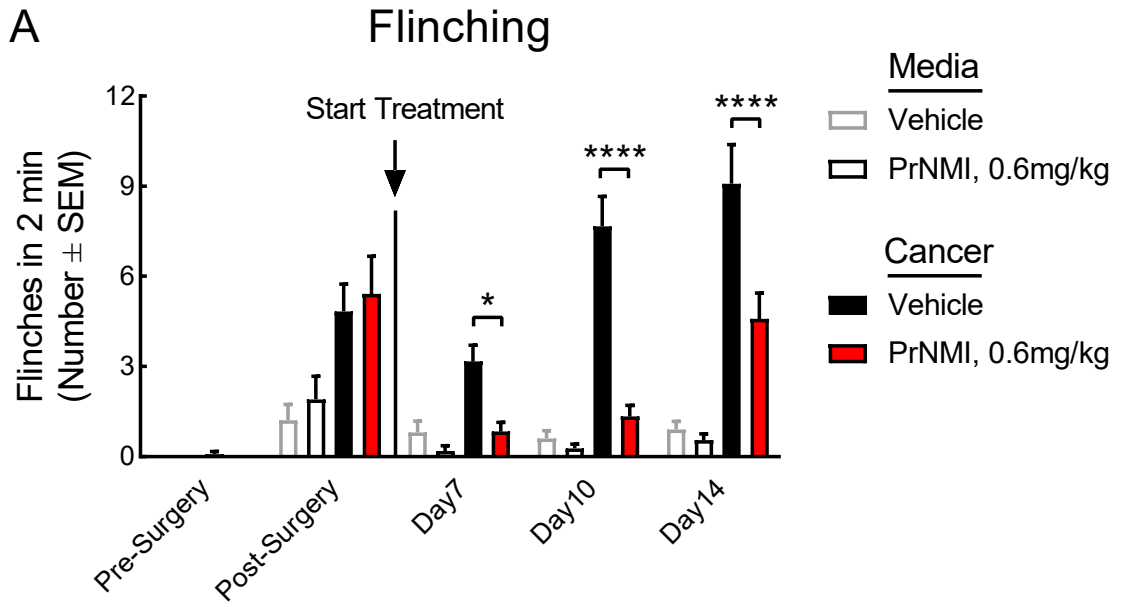 A
Flinching
Flinches in 2 min
(Number ± SEM)
12
9
6
3
0
Start Treatment
*
****
****
Pre-Surgery
Post-Surgery
Day7
Day10
Day14
Media
Vehicle
PrNMI, 0.6mg/kg
Cancer
Vehicle
PrNMI, 0.6mg/kg